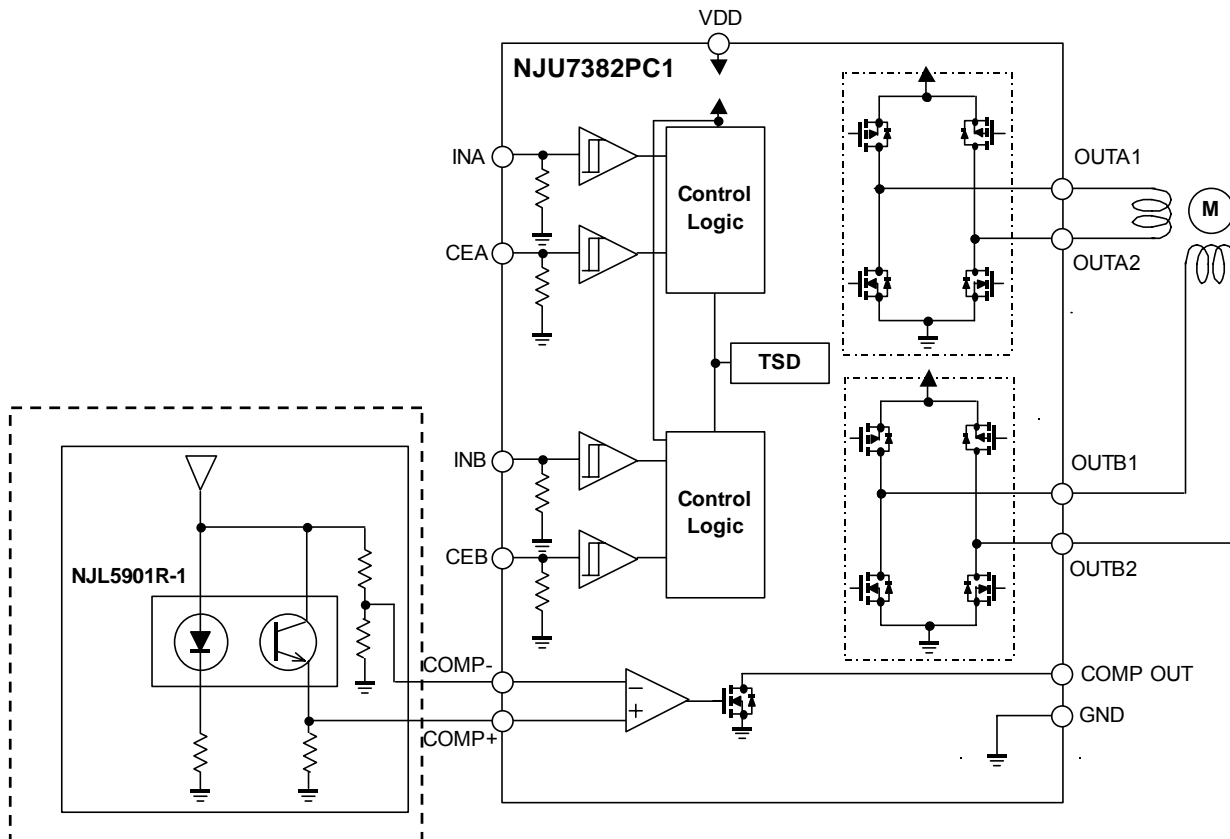 VDD
NJU7382PC1
INA
CEA
Control
Logic
OUTA1
M
OUTA2
TSD
INB
CEB
Control
Logic
OUTB1
OUTB2
NJL5901R-1
COMP-
COMP+
−
+
COMP OUT
GND